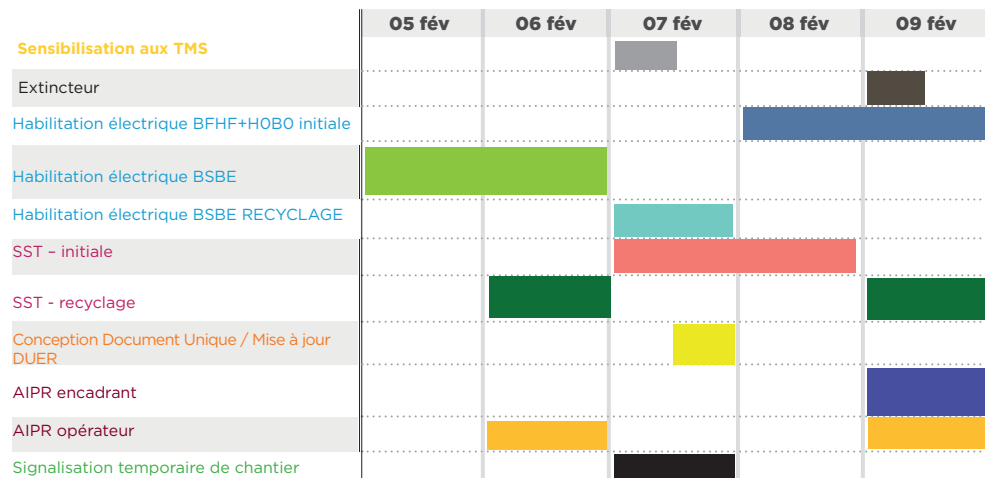 05 fév 06 fév 07 fév 08 fév 09 fév
Sensibilisation aux TMS
Extincteur
Habilitation électrique BFHF+H0B0 initiale
Habilitation électrique BSBE
Habilitation électrique BSBE RECYCLAGE
SST – initiale
SST - recyclage
Conception Document Unique / Mise à jour
DUER
AIPR encadrant
AIPR opérateur
Signalisation temporaire de chantier